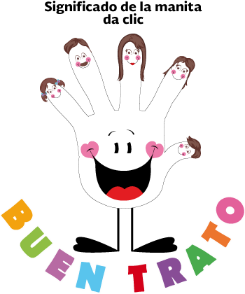 Significado de la manita
da clic
BUEN TRATO